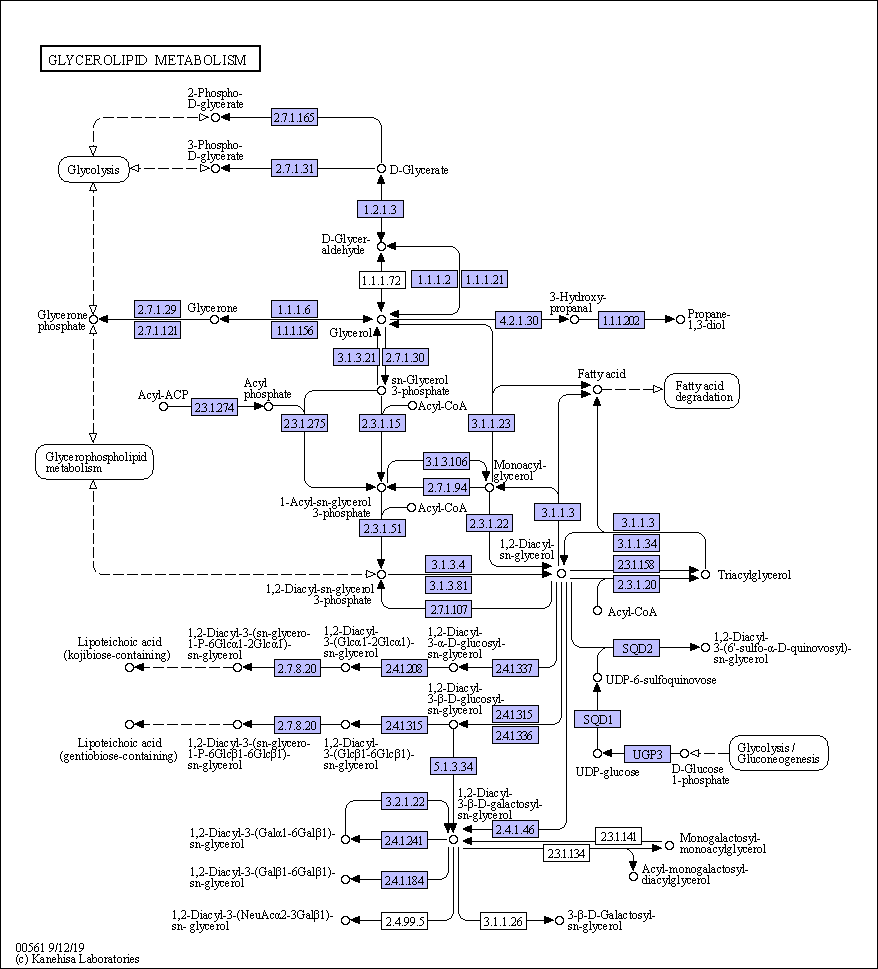 GLYCEROLIPID METABOLISM
2-Phospho-
D-glycerate
2.7.1.165
3-Phospho-
D-glycerate
Glycolysis
2.7.1.31
D-Glycerate
1.2.1.3
D-Glycer-
aldehyde
1.1.1.72
1.1.1.2
1.1.1.21
Glycerone
phosphate
2.7.1.29
2.7.1.121
Glycerone
1.1.1.6
1.1.1.156
Glycerol
4.2.1.30
3-Hydroxy-
propanal
1.1.1.202
Propane-
1,3-diol
3.1.3.21
2.7.1.30
sn-Glycerol
3-phosphate
Fatty acid
Fatty acid
degradation
Acyl-ACP
2.3.1.274
Acyl
phosphate
2.3.1.275
2.3.1.15
Acyl-CoA
3.1.1.23
Glycerophospholipid
metabolism
3.1.3.106
2.7.1.94
Monoacyl-
glycerol
1-Acyl-sn-glycerol
3-phosphate
Acyl-CoA
2.3.1.51
2.3.1.22
3.1.1.3
3.1.1.3
3.1.1.34
1,2-Diacyl-
sn-glycerol
2.3.1.158
2.3.1.20
Triacylglycerol
3.1.3.4
3.1.3.81
2.7.1.107
1,2-Diacyl-sn-glycerol
3-phosphate
Acyl-CoA
Lipoteichoic acid
(kojibiose-containing)
1,2-Diacyl-3-(sn-glycero-
1-P-6Glcα1-2Glcα1)-
sn-glycerol
2.7.8.20
1,2-Diacyl-
3-(Glcα1-2Glcα1)-
sn-glycerol
2.4.1.208
1,2-Diacyl-
3-α-D-glucosyl-
sn-glycerol
2.4.1.337
SQD2
1,2-Diacyl-
3-(6'-sulfo-α-D-quinovosyl)-
sn-glycerol
UDP-6-sulfoquinovose
1,2-Diacyl-
3-β-D-glucosyl-
sn-glycerol
2.4.1.315
2.4.1.336
SQD1
2.7.8.20
2.4.1.315
Lipoteichoic acid
(gentiobiose-containing)
1,2-Diacyl-3-(sn-glycero-
1-P-6Glcβ1-6Glcβ1)-
sn-glycerol
1,2-Diacyl-
3-(Glcβ1-6Glcβ1)-
sn-glycerol
5.1.3.34
UGP3
UDP-glucose
D-Glucose
1-phosphate
Glycolysis /
Gluconeogenesis
1,2-Diacyl-
3-β-D-galactosyl-
sn-glycerol
3.2.1.22
2.4.1.46
1,2-Diacyl-3-(Galα1-6Galβ1)-
sn-glycerol
2.4.1.241
2.3.1.141
2.3.1.134
Monogalactosyl-
monoacylglycerol
Acyl-monogalactosyl-
diacylglycerol
1,2-Diacyl-3-(Galβ1-6Galβ1)-
sn-glycerol
2.4.1.184
1,2-Diacyl-3-(NeuAcα2-3Galβ1)-
sn- glycerol
2.4.99.5
3.1.1.26
3-β-D-Galactosyl-
sn-glycerol
00561 9/12/19
(c) Kanehisa Laboratories